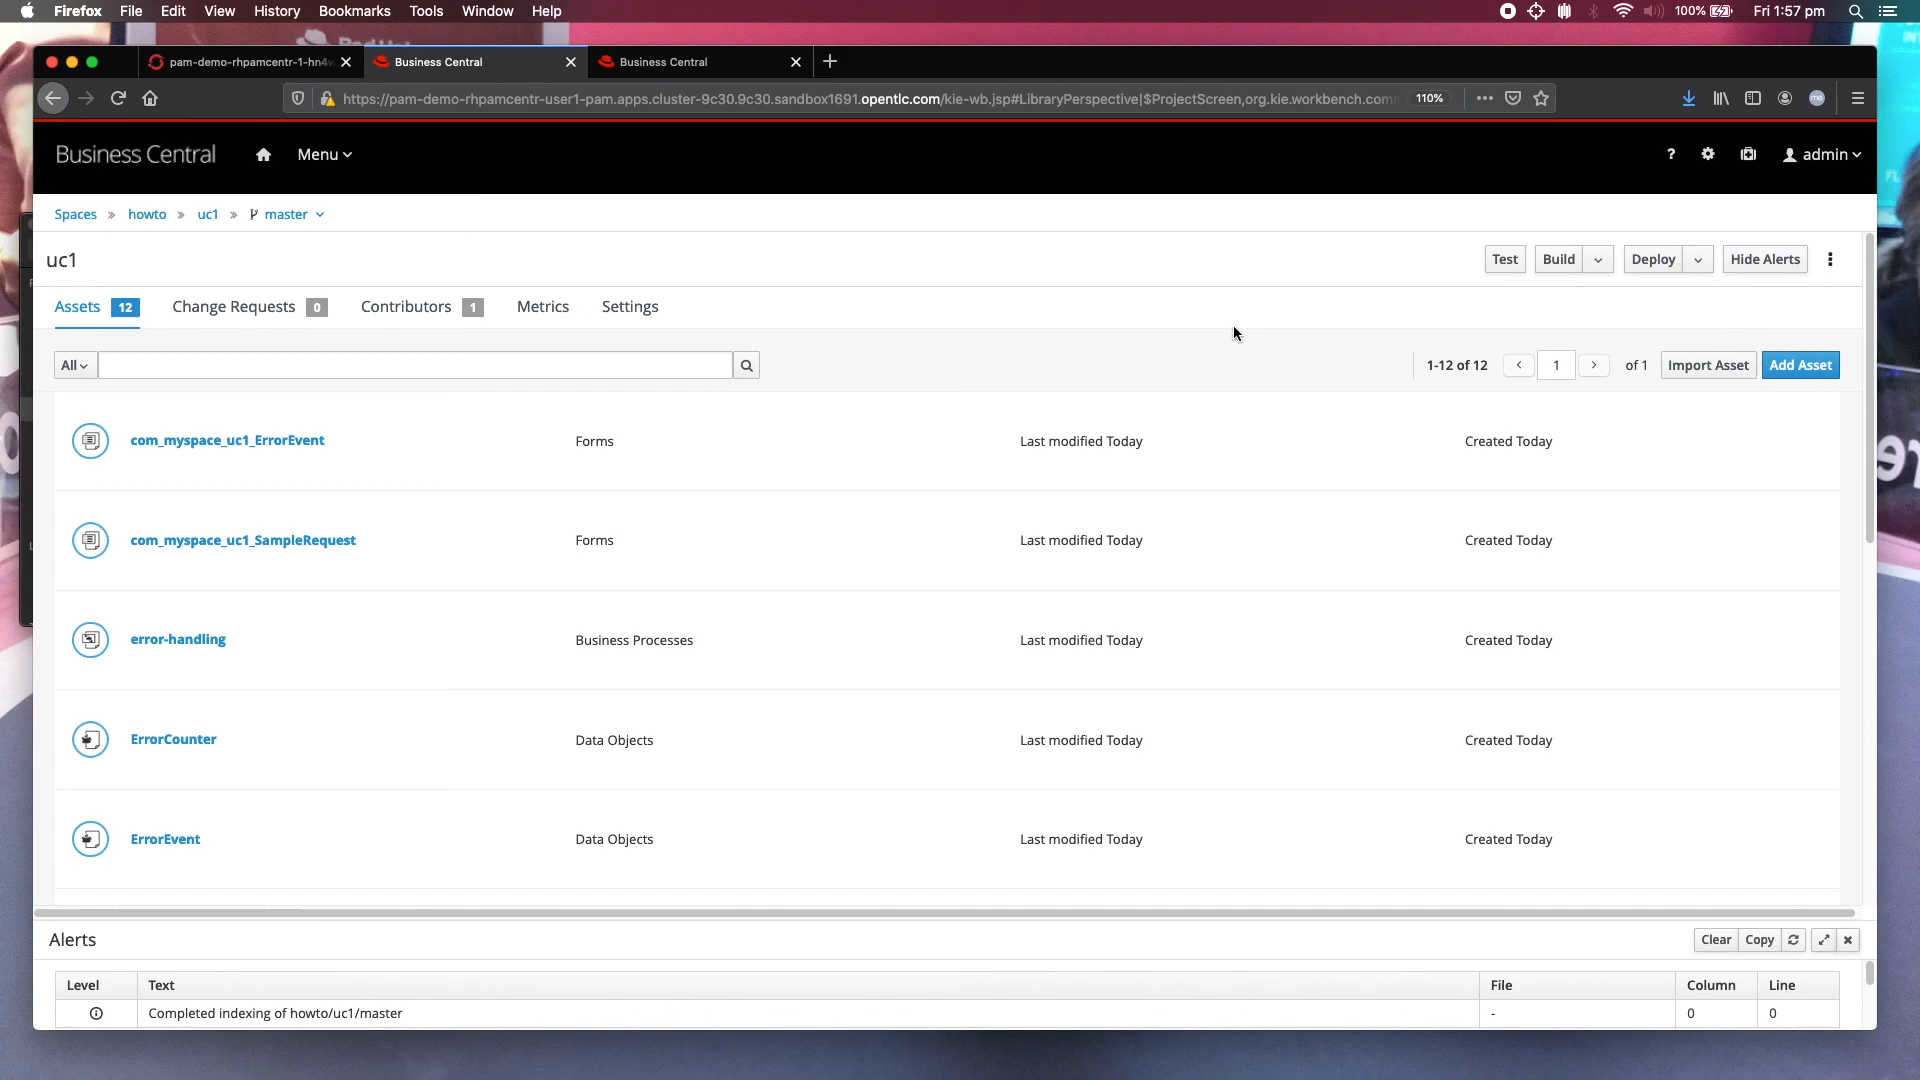 Firefox File Edit View History Bookmarks Tools Window Help 100% Fri 1:57 pm
pam-demo-rhpamcentr-1-hn4 Business Central Business Central
https://pam-demo-rhpamcentr-user1-pam.apps.cluster-9c30.9c30.sandbox1691.opentlc.com/kie-wb.jsp#LibraryPerspective|$ProjectScreen,org.kie.workbench.com 110%
Business Central Menu ? admin
Spaces » howto » uc1 » master
uc1 Test Build Deploy Hide Alerts
Assets 12 Change Requests 0 Contributors 1 Metrics Settings
All 1-12 of 12 < 1 > of 1 Import Asset Add Asset
com_myspace_uc1_ErrorEvent Forms Last modified Today Created Today
com_myspace_uc1_SampleRequest Forms Last modified Today Created Today
error-handling Business Processes Last modified Today Created Today
ErrorCounter Data Objects Last modified Today Created Today
ErrorEvent Data Objects Last modified Today Created Today
Alerts Clear Copy
Level Text File Column Line
Completed indexing of howto/uc1/master - 0 0